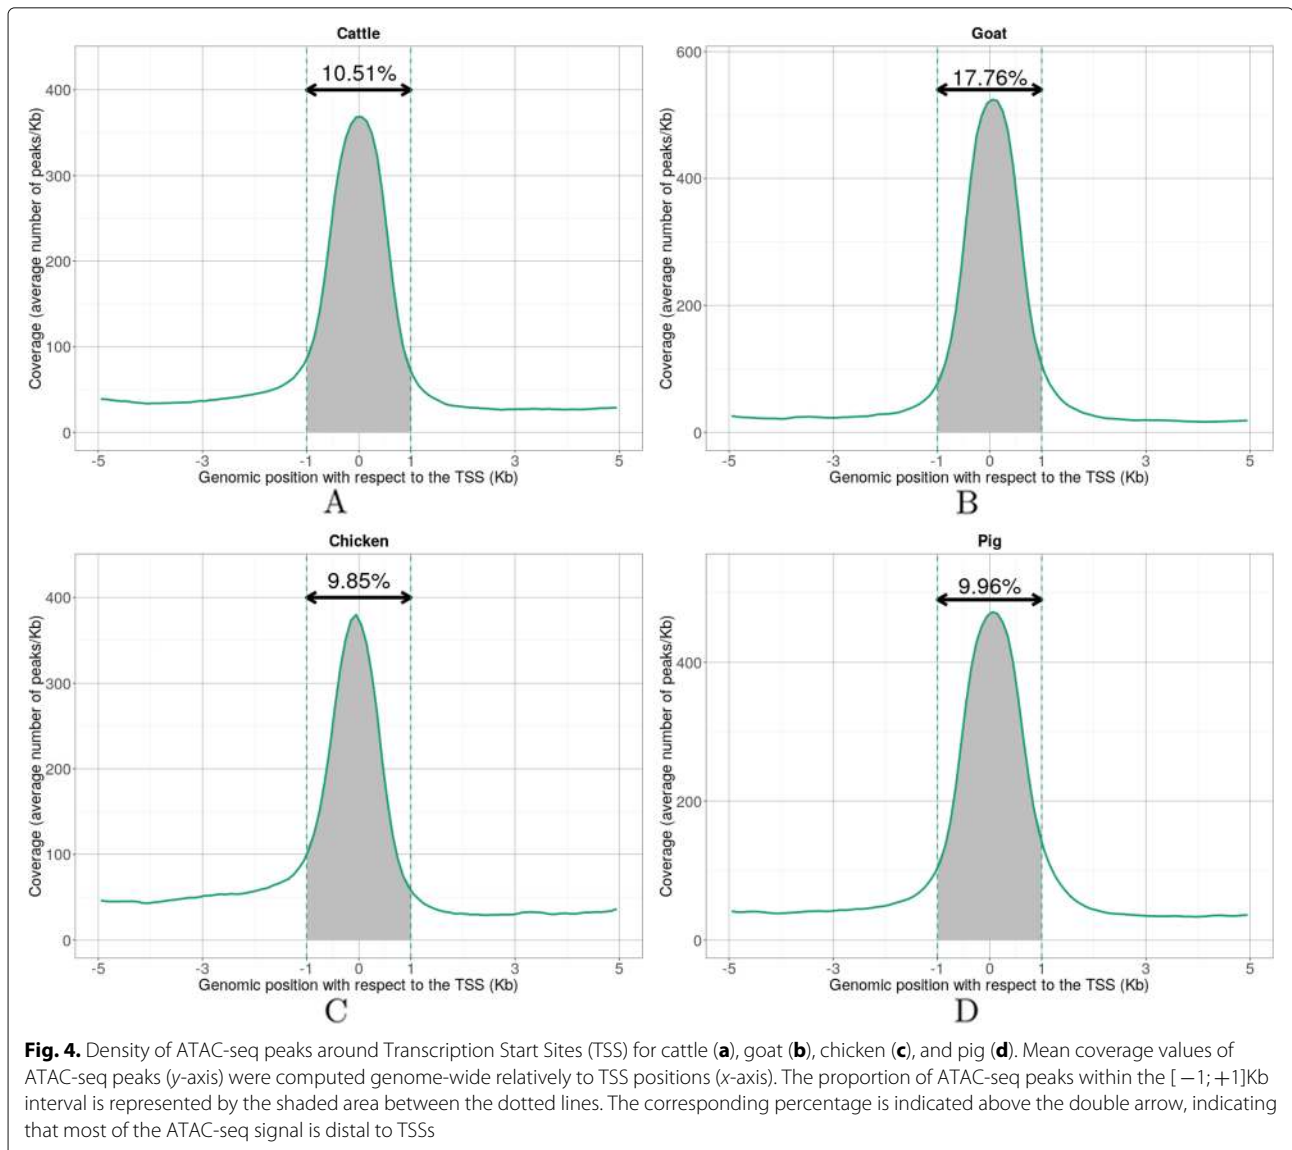 Cattle
10.51%
Coverage (average number of peaks/Kb)
400
300
200
100
0
-5 -3 -1 0 1 3 5
Genomic position with respect to the TSS (Kb)
A
Goat
17.76%
Coverage (average number of peaks/Kb)
600
400
200
0
-5 -3 -1 0 1 3 5
Genomic position with respect to the TSS (Kb)
B
Chicken
9.85%
Coverage (average number of peaks/Kb)
400
300
200
100
0
-5 -3 -1 0 1 3 5
Genomic position with respect to the TSS (Kb)
C
Pig
9.96%
Coverage (average number of peaks/Kb)
400
200
0
-5 -3 -1 0 1 3 5
Genomic position with respect to the TSS (Kb)
D
Fig. 4. Density of ATAC-seq peaks around Transcription Start Sites (TSS) for cattle (a), goat (b), chicken (c), and pig (d). Mean coverage values of
ATAC-seq peaks (y-axis) were computed genome-wide relatively to TSS positions (x-axis). The proportion of ATAC-seq peaks within the [ −1; +1]Kb
interval is represented by the shaded area between the dotted lines. The corresponding percentage is indicated above the double arrow, indicating
that most of the ATAC-seq signal is distal to TSSs